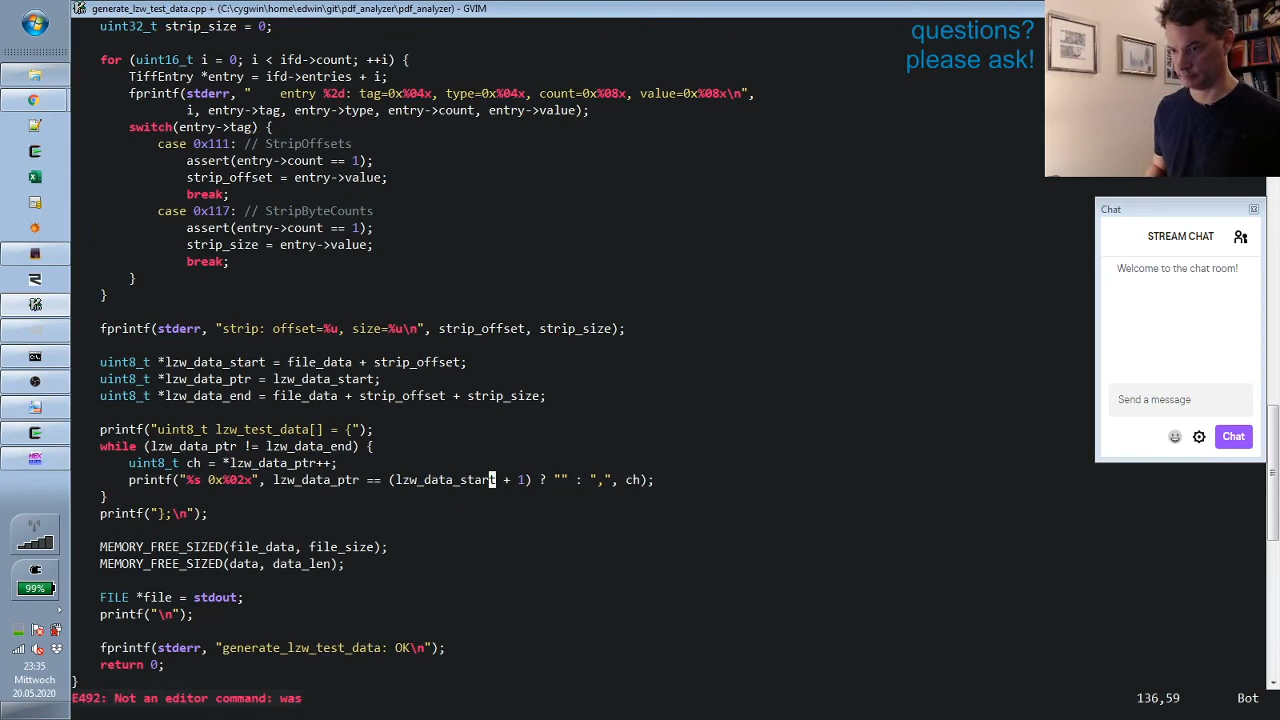 generate_lzw_test_data.cpp + (C:\cygwin\home\edwin\git\pdf_analyzer\pdf_analyzer) - GVIM
uint32_t strip_size = 0;
for (uint16_t i = 0; i < ifd->count; ++i) {
TiffEntry *entry = ifd->entries + i;
fprintf(stderr, "    entry %2d: tag=0x%04x, type=0x%04x, count=0x%08x, value=0x%08x\n",
i, entry->tag, entry->type, entry->count, entry->value);
switch(entry->tag) {
case 0x111: // StripOffsets
assert(entry->count == 1);
strip_offset = entry->value;
break;
case 0x117: // StripByteCounts
assert(entry->count == 1);
strip_size = entry->value;
break;
}
}
fprintf(stderr, "strip: offset=%u, size=%u\n", strip_offset, strip_size);
uint8_t *lzw_data_start = file_data + strip_offset;
uint8_t *lzw_data_ptr = lzw_data_start;
uint8_t *lzw_data_end = file_data + strip_offset + strip_size;
printf("uint8_t lzw_test_data[] = {");
while (lzw_data_ptr != lzw_data_end) {
uint8_t ch = *lzw_data_ptr++;
printf("%s 0x%02x", lzw_data_ptr == (lzw_data_start + 1) ? "" : ",", ch);
}
printf("};\n");
MEMORY_FREE_SIZED(file_data, file_size);
MEMORY_FREE_SIZED(data, data_len);
FILE *file = stdout;
printf("\n");
fprintf(stderr, "generate_lzw_test_data: OK\n");
return 0;
}
E492: Not an editor command: was
136,59
Bot
questions?
please ask!
Chat
STREAM CHAT
Welcome to the chat room!
Send a message
Chat
99%
23:35
Mittwoch
20.05.2020